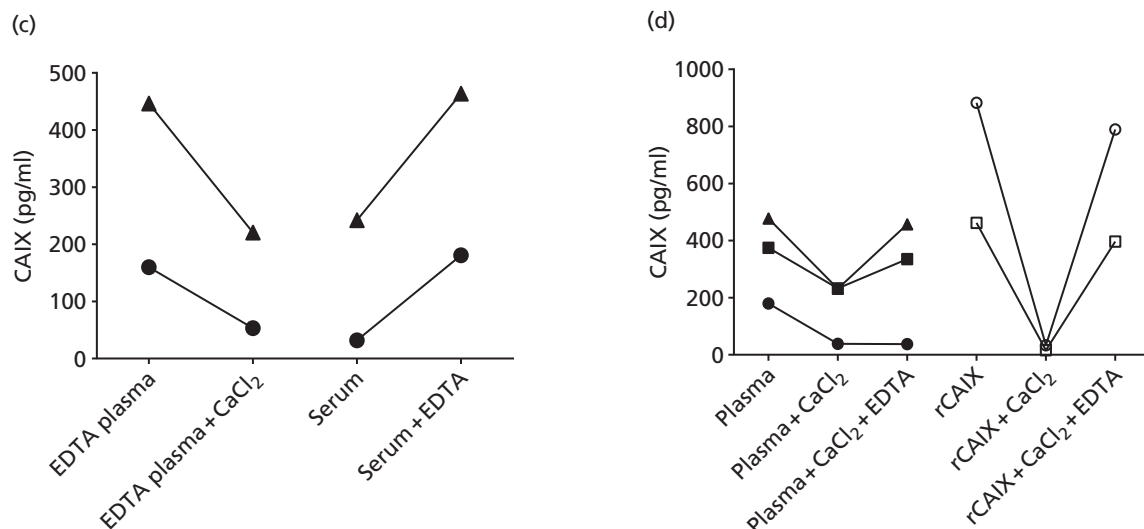 (c)
CAIX (pg/ml)
500
400
300
200
100
0
EDTA plasma
EDTA plasma + CaCl₂
Serum
Serum + EDTA
(d)
CAIX (pg/ml)
1000
800
600
400
200
0
Plasma
Plasma + CaCl₂
Plasma + CaCl₂ + EDTA
rCAIX
rCAIX + CaCl₂
rCAIX + CaCl₂ + EDTA